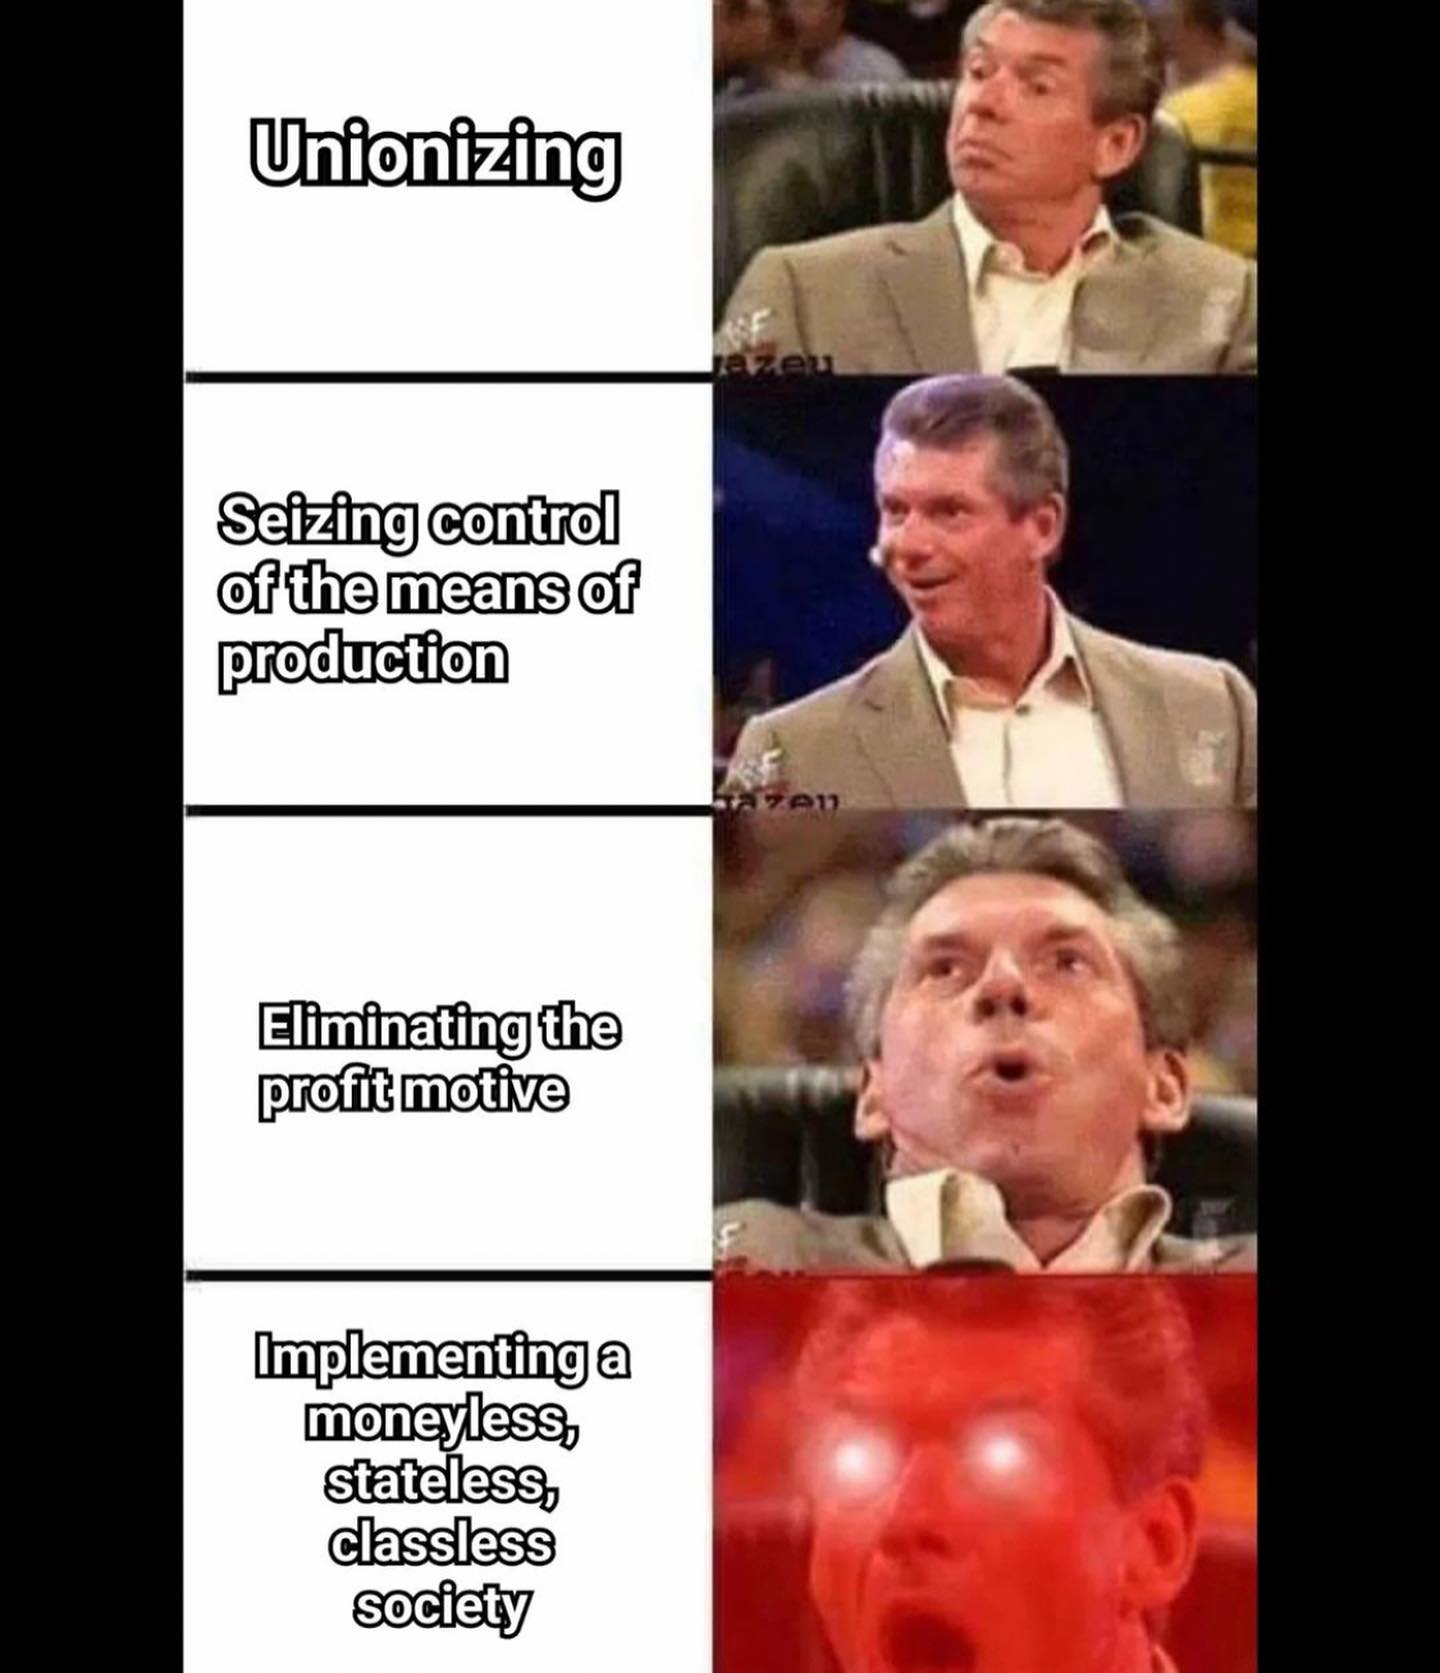 Unionizing
Seizing control
of the means of
production
Eliminating the
profit motive
Implementing a
moneyless,
stateless,
classless
society